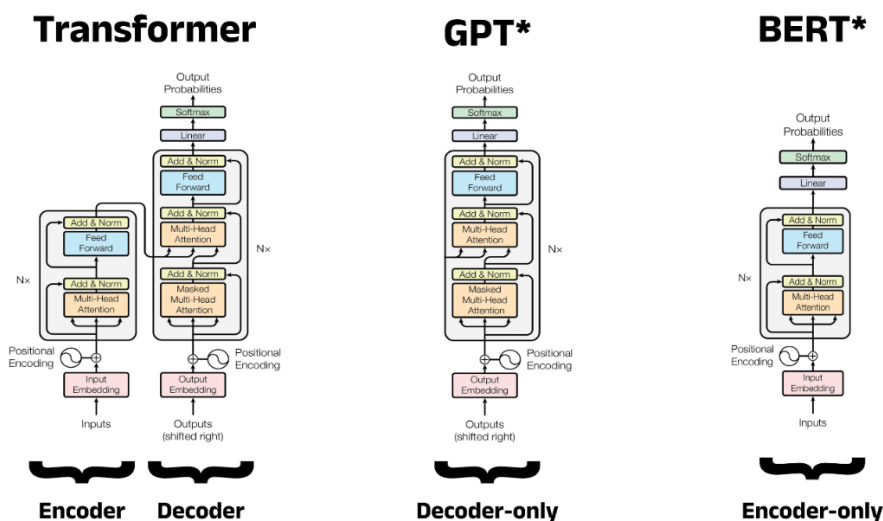 Transformer
GPT*
BERT*
Output
Probabilities
Softmax
Linear
Add & Norm
Feed
Forward
Add & Norm
Multi-Head
Attention
Add & Norm
Masked
Multi-Head
Attention
Nx
Add & Norm
Feed
Forward
Add & Norm
Multi-Head
Attention
Nx
Positional
Encoding
Positional
Encoding
Input
Embedding
Output
Embedding
Inputs
Outputs
(shifted right)
Encoder
Decoder
Output
Probabilities
Softmax
Linear
Add & Norm
Feed
Forward
Add & Norm
Multi-Head
Attention
Nx
Add & Norm
Masked
Multi-Head
Attention
Positional
Encoding
Output
Embedding
Outputs
(shifted right)
Decoder-only
Output
Probabilities
Softmax
Linear
Add & Norm
Feed
Forward
Nx
Add & Norm
Multi-Head
Attention
Positional
Encoding
Input
Embedding
Inputs
Encoder-only